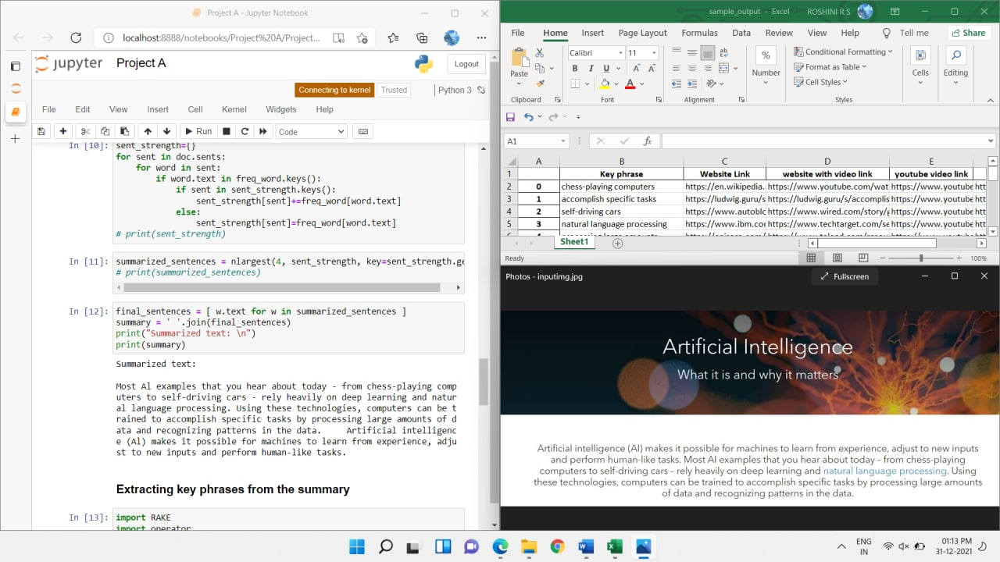 Project A - Jupyter Notebook
localhost:8888/notebooks/Project%20A/Project...
jupyter Project A
Logout
Connecting to kernel
Trusted
Python 3
File Edit View Insert Cell Kernel Widgets Help
Run
Code
In [10]: sent_strength={}
for sent in doc.sents:
for word in sent:
if word.text in freq_word.keys():
if sent in sent_strength.keys():
sent_strength[sent]+=freq_word[word.text]
else:
sent_strength[sent]=freq_word[word.text]
# print(sent_strength)
In [11]: summarized_sentences = nlargest(4, sent_strength, key=sent_strength.ge
# print(summarized_sentences)
In [12]: final_sentences = [ w.text for w in summarized_sentences ]
summary = ' '.join(final_sentences)
print("Summarized text: \n")
print(summary)
Summarized text:
Most Al examples that you hear about today - from chess-playing comp
uters to self-driving cars - rely heavily on deep learning and natur
al language processing. Using these technologies, computers can be t
rained to accomplish specific tasks by processing large amounts of d
ata and recognizing patterns in the data. Artificial intelligenc
e (Al) makes it possible for machines to learn from experience, adju
st to new inputs and perform human-like tasks.
Extracting key phrases from the summary
In [13]: import RAKE
import operator
sample_output - Excel
ROSHINI R S
File Home Insert Page Layout Formulas Data Review View Help Tell me Share
Paste
Clipboard
Calibri 11
B I U
Font
Alignment
%
Number
Conditional Formatting
Format as Table
Cell Styles
Styles
Cells
Editing
A1
fx
A B C D E
1 Key phrase Website Link website with video link youtube video link
2 0 chess-playing computers https://en.wikipedia. https://www.youtube.com/wat https://www.youtube htt
3 1 accomplish specific tasks https://ludwig.guru/s https://ludwig.guru/s/accomplis https://www.youtube htt
4 2 self-driving cars https://www.autoblo https://www.wired.com/story/g https://www.youtube htt
5 3 natural language processing https://www.ibm.co https://www.techtarget.com/se https://www.youtube htt
Sheet1
Ready
100%
Photos - inputimg.jpg
Fullscreen
Artificial Intelligence
What it is and why it matters
Artificial intelligence (AI) makes it possible for machines to learn from experience, adjust to new inputs
and perform human-like tasks. Most AI examples that you hear about today – from chess-playing
computers to self-driving cars – rely heavily on deep learning and natural language processing. Using
these technologies, computers can be trained to accomplish specific tasks by processing large amounts
of data and recognizing patterns in the data.
ENG
IN
01:13 PM
31-12-2021